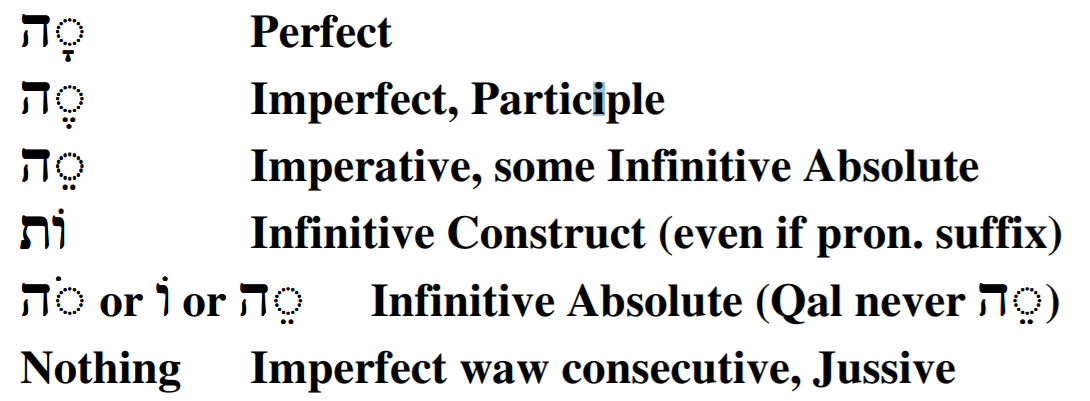 ◌ָה Perfect
◌ֶה Imperfect, Participle
◌ֵה Imperative, some Infinitive Absolute
וֹת Infinitive Construct (even if pron. suffix)
◌ֹה or וֹ or ◌ֵה Infinitive Absolute (Qal never ◌ֵה)
Nothing Imperfect waw consecutive, Jussive